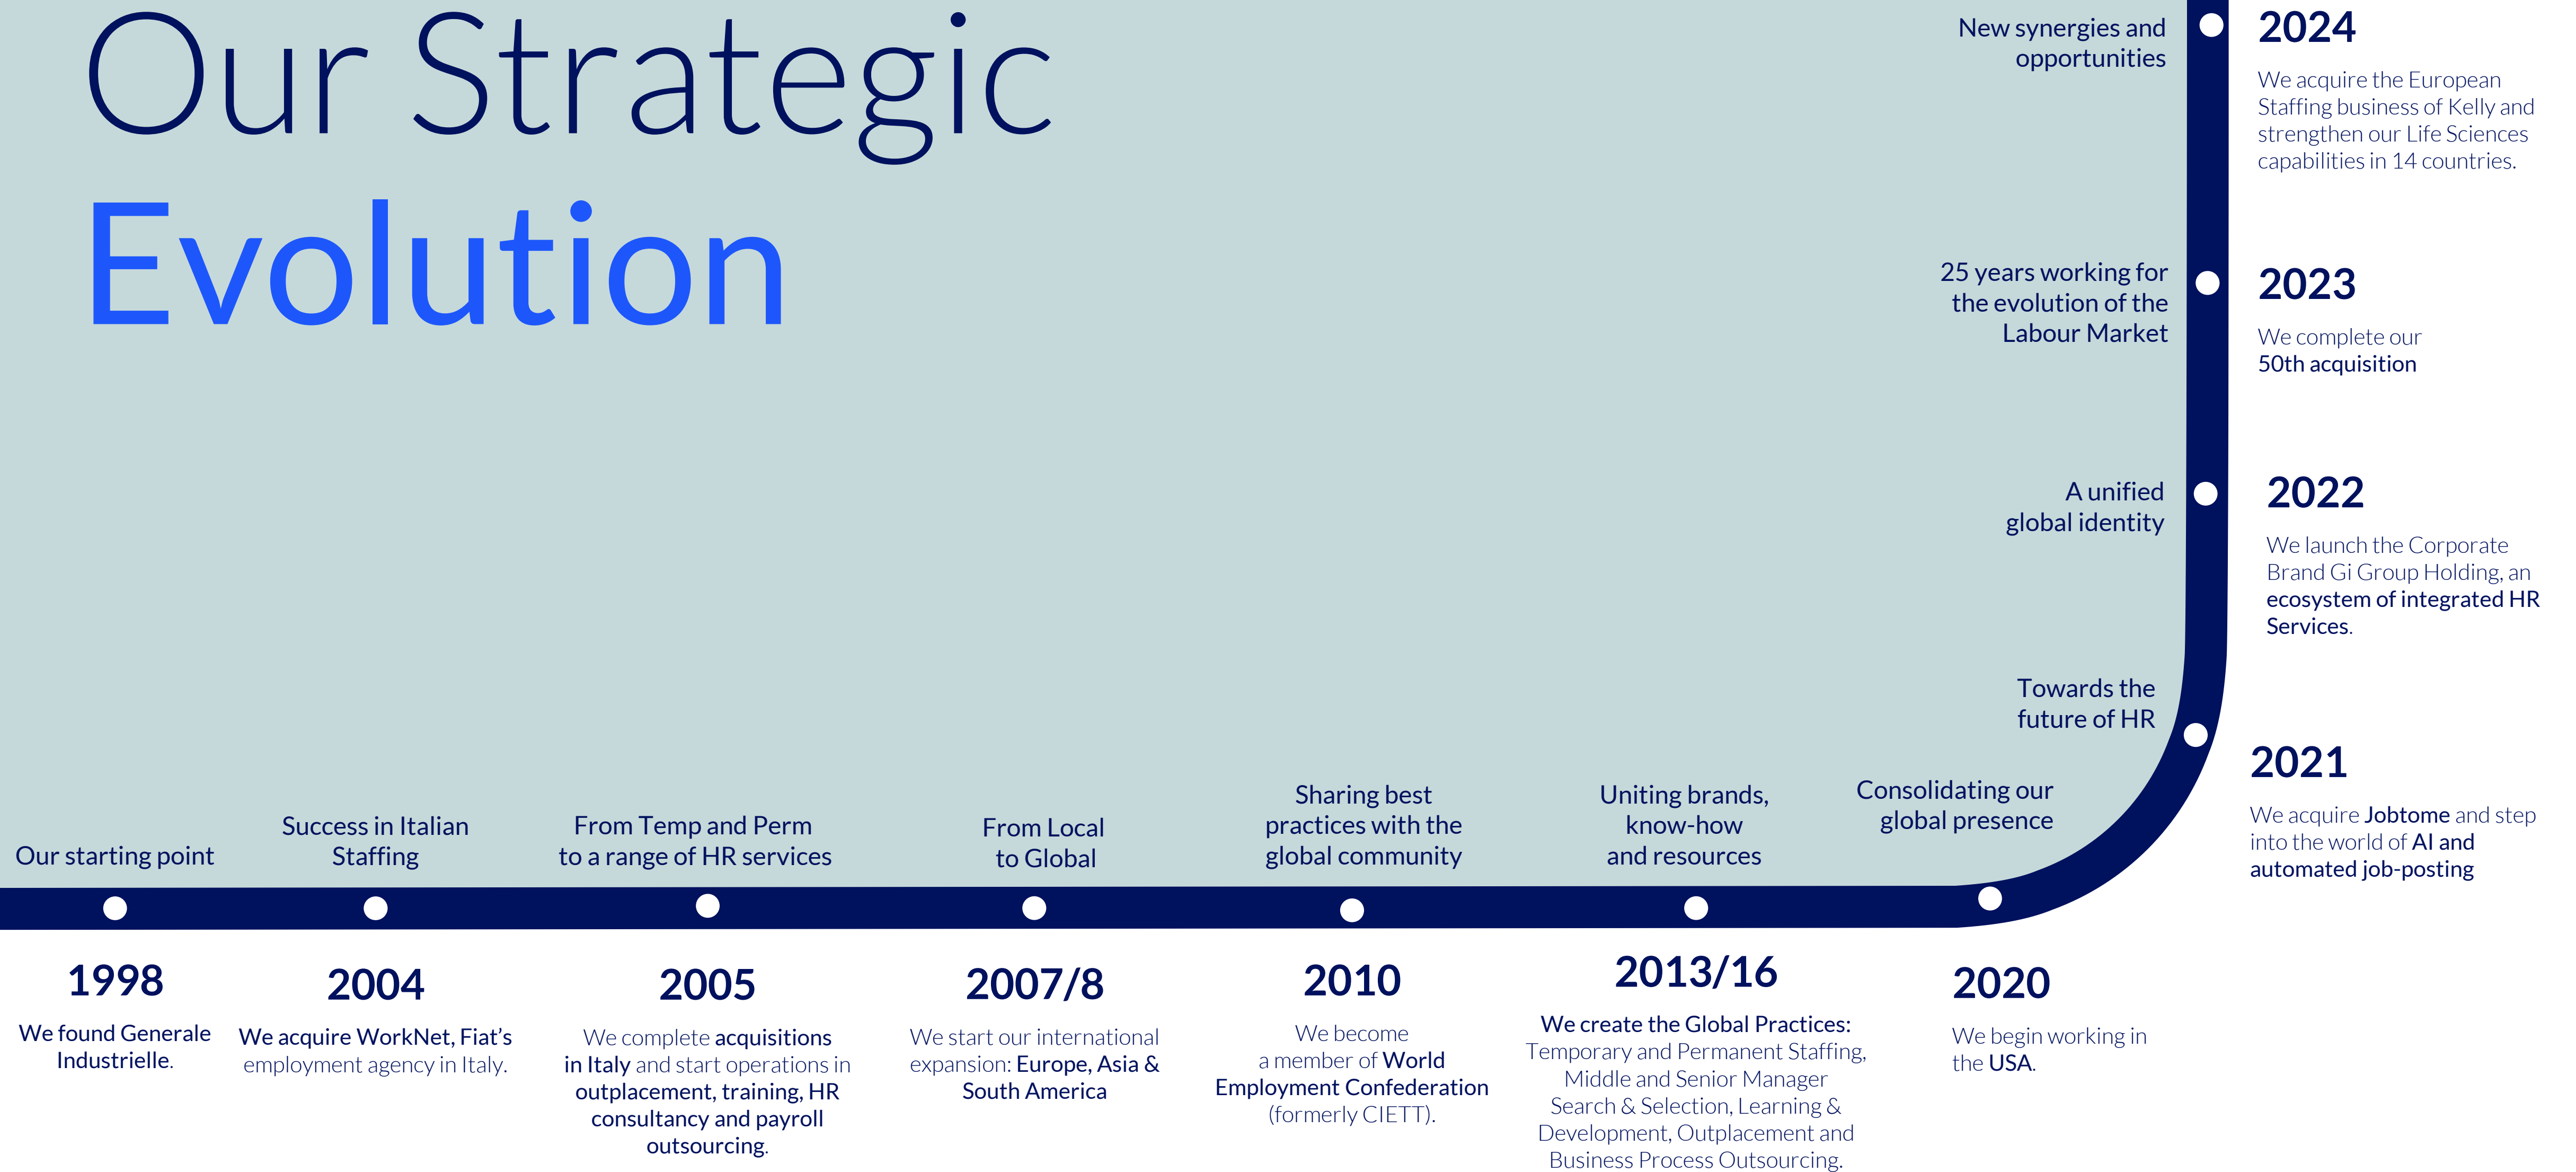 Our Strategic
Evolution
Our starting point
1998
We found Generale
Industrielle.
Success in Italian
Staffing
2004
We acquire WorkNet, Fiat’s
employment agency in Italy.
From Temp and Perm
to a range of HR services
2005
We complete acquisitions
in Italy and start operations in
outplacement, training, HR
consultancy and payroll
outsourcing.
From Local
to Global
2007/8
We start our international
expansion: Europe, Asia &
South America
Sharing best
practices with the
global community
2010
We become
a member of World
Employment Confederation
(formerly CIETT).
Uniting brands,
know-how
and resources
2013/16
We create the Global Practices:
Temporary and Permanent Staffing,
Middle and Senior Manager
Search & Selection, Learning &
Development, Outplacement and
Business Process Outsourcing.
Consolidating our
global presence
2020
We begin working in
the USA.
Towards the
future of HR
2021
We acquire Jobtome and step
into the world of AI and
automated job-posting
A unified
global identity
2022
We launch the Corporate
Brand Gi Group Holding, an
ecosystem of integrated HR
Services.
25 years working for
the evolution of the
Labour Market
2023
We complete our
50th acquisition
New synergies and
opportunities
2024
We acquire the European
Staffing business of Kelly and
strengthen our Life Sciences
capabilities in 14 countries.